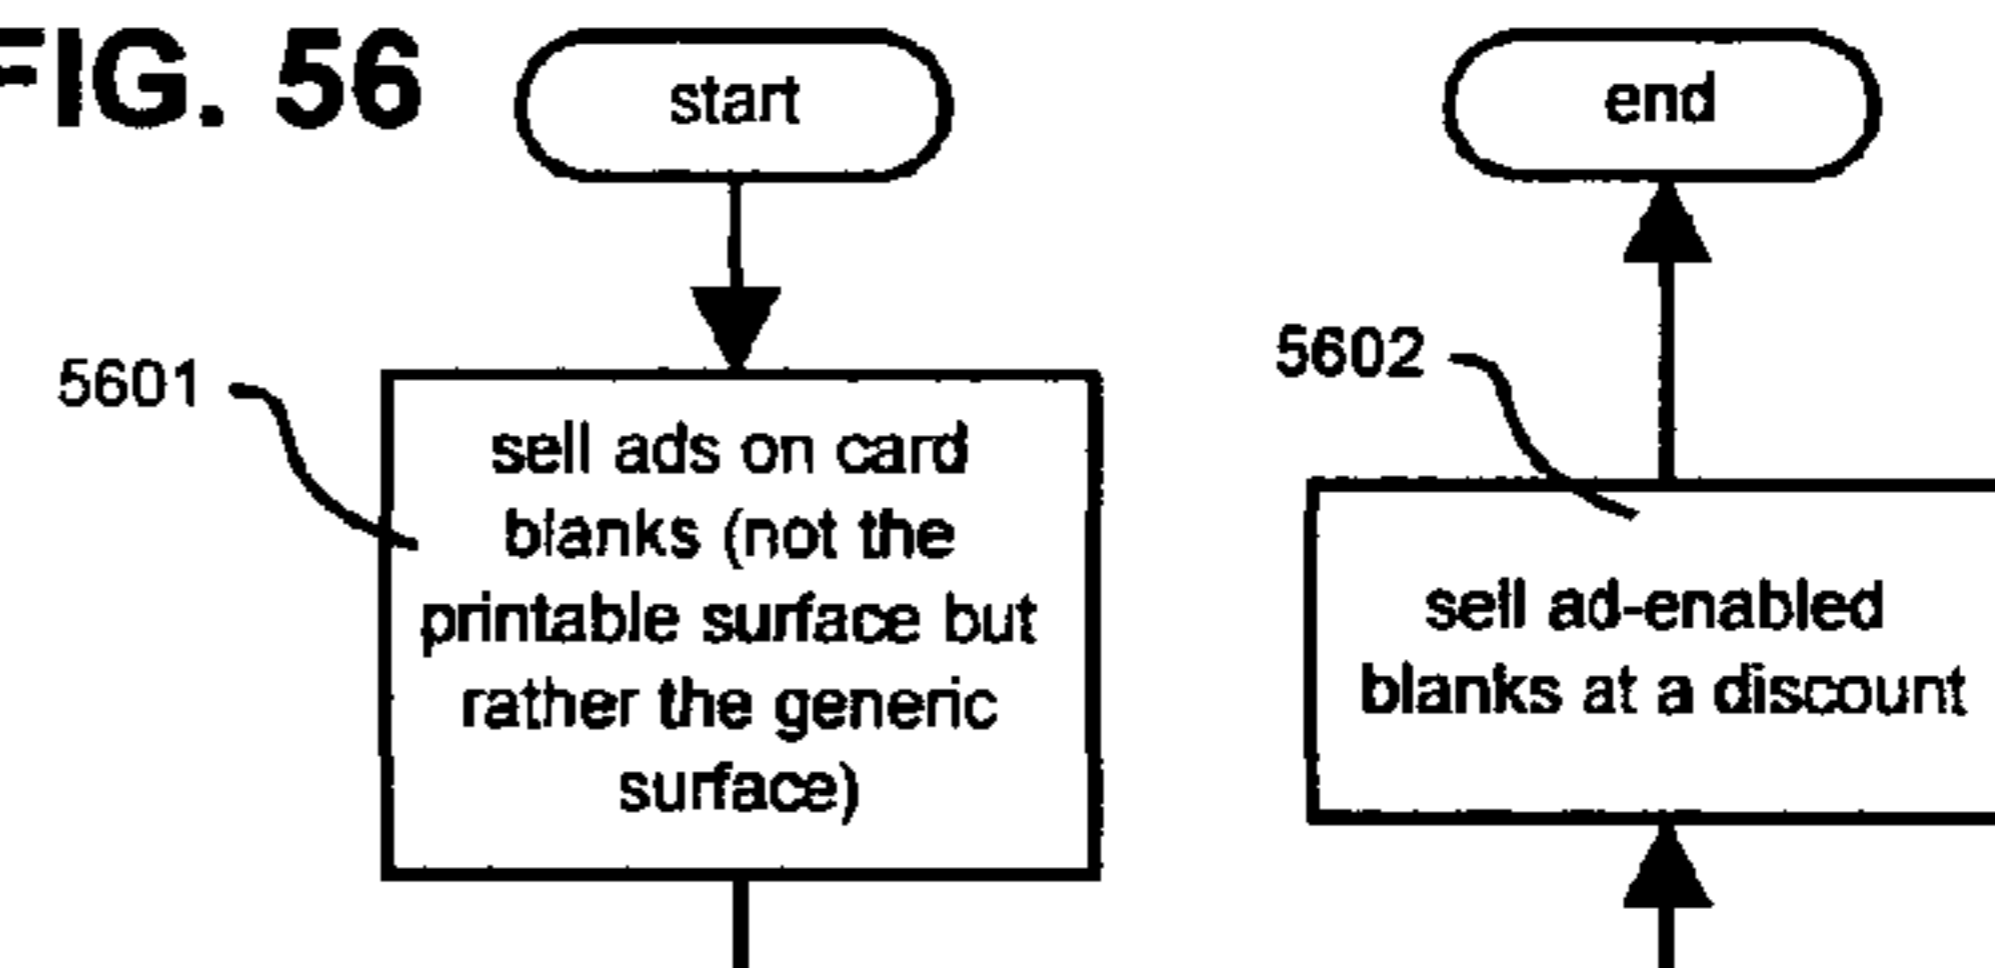 FIG. 56
start
end
5601
sell ads on card
blanks (not the
printable surface but
rather the generic
surface)
5602
sell ad-enabled
blanks at a discount